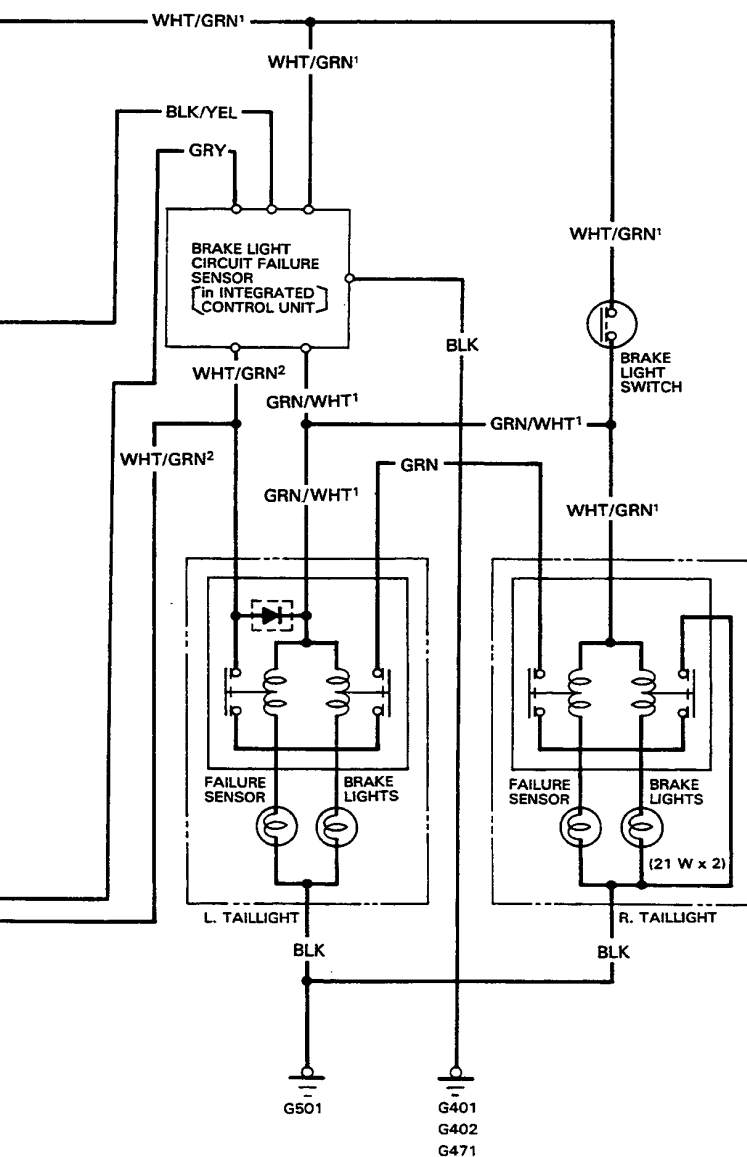 WHT/GRN¹
WHT/GRN¹
BLK/YEL
GRY
WHT/GRN¹
BRAKE LIGHT
CIRCUIT FAILURE
SENSOR
[in INTEGRATED
CONTROL UNIT]
BLK
BRAKE
LIGHT
SWITCH
WHT/GRN²
GRN/WHT¹
GRN/WHT¹
WHT/GRN²
GRN
GRN/WHT¹
WHT/GRN¹
FAILURE
SENSOR
BRAKE
LIGHTS
FAILURE
SENSOR
BRAKE
LIGHTS
(21 W x 2)
L. TAILLIGHT
R. TAILLIGHT
BLK
BLK
G501
G401
G402
G471